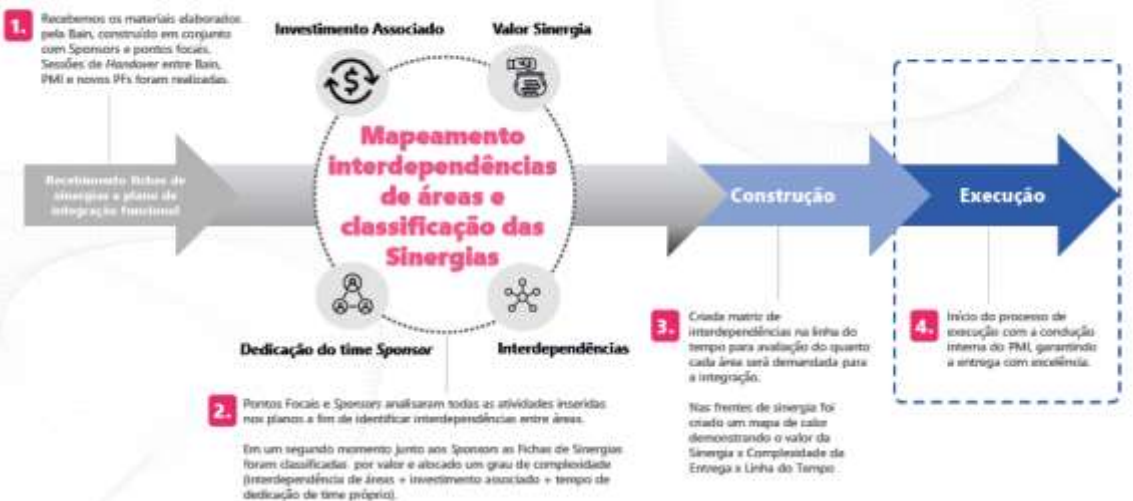 1.
Recebemos os materiais elaborados
pela Bain, construído em conjunto
com Sponsors e pontos focais.
Sessões de Handover entre Bain,
PMI e novos PFs foram realizadas.
Investimento Associado
Valor Sinergia
Recebimento fichas de
sinergias e plano de
integração funcional
Mapeamento
interdependências
de áreas e
classificação das
Sinergias
Construção
Execução
Dedicação do time Sponsor
Interdependências
2.
Pontos Focais e Sponsors analisaram todas as atividades inseridas
nos planos a fim de identificar interdependências entre áreas.
Em um segundo momento junto aos Sponsors as Fichas de Sinergias
foram classificadas por valor e alocado um grau de complexidade
(interdependência de áreas + investimento associado + tempo de
dedicação de time próprio).
3.
Criada matriz de
interdependências na linha do
tempo para avaliação do quanto
cada área será demandada para
a integração.
Nas frentes de sinergia foi
criado um mapa de calor
demonstrando o valor da
Sinergia x Complexidade da
Entrega x Linha do Tempo
4.
Início do processo de
execução com a condução
interna do PMI, garantindo
a entrega com excelência.